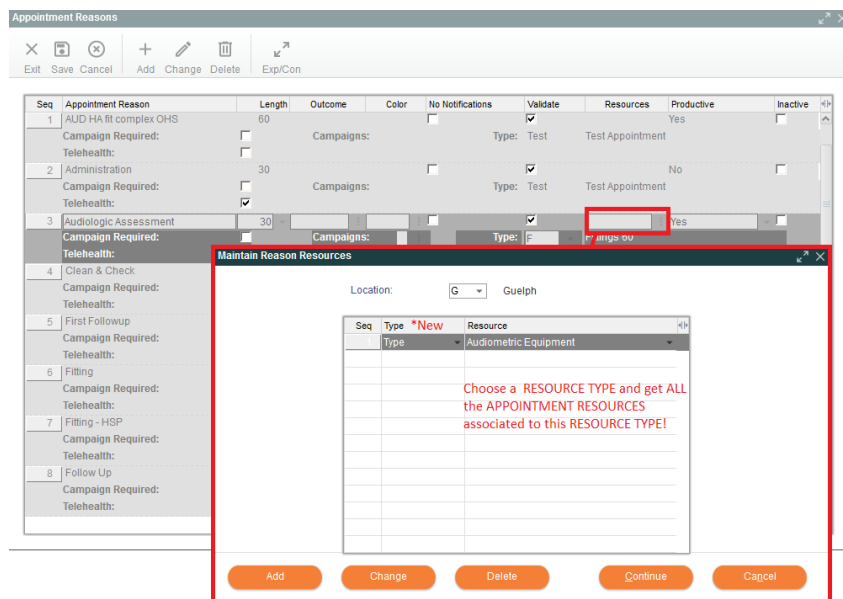 Appointment Reasons
Exit Save Cancel Add Change Delete Exp/Con
Seq Appointment Reason Length Outcome Color No Notifications Validate Resources Productive Inactive
1 AUD HA fit complex OHS 60 Yes
Campaign Required: Campaigns: Type: Test Test Appointment
Telehealth:
2 Administration 30 No
Campaign Required: Campaigns: Type: Test Test Appointment
Telehealth:
3 Audiologic Assessment 30 Yes
Campaign Required: Campaigns: Type: F Fittings 60
Telehealth:
4 Clean & Check
Campaign Required:
Telehealth:
5 First Followup
Campaign Required:
Telehealth:
6 Fitting
Campaign Required:
Telehealth:
7 Fitting - HSP
Campaign Required:
Telehealth:
8 Follow Up
Campaign Required:
Telehealth:
Maintain Reason Resources
Location: G Guelph
Seq Type *New Resource
Type Audiometric Equipment
Choose a RESOURCE TYPE and get ALL
the APPOINTMENT RESOURCES
associated to this RESOURCE TYPE!
Add Change Delete Continue Cancel